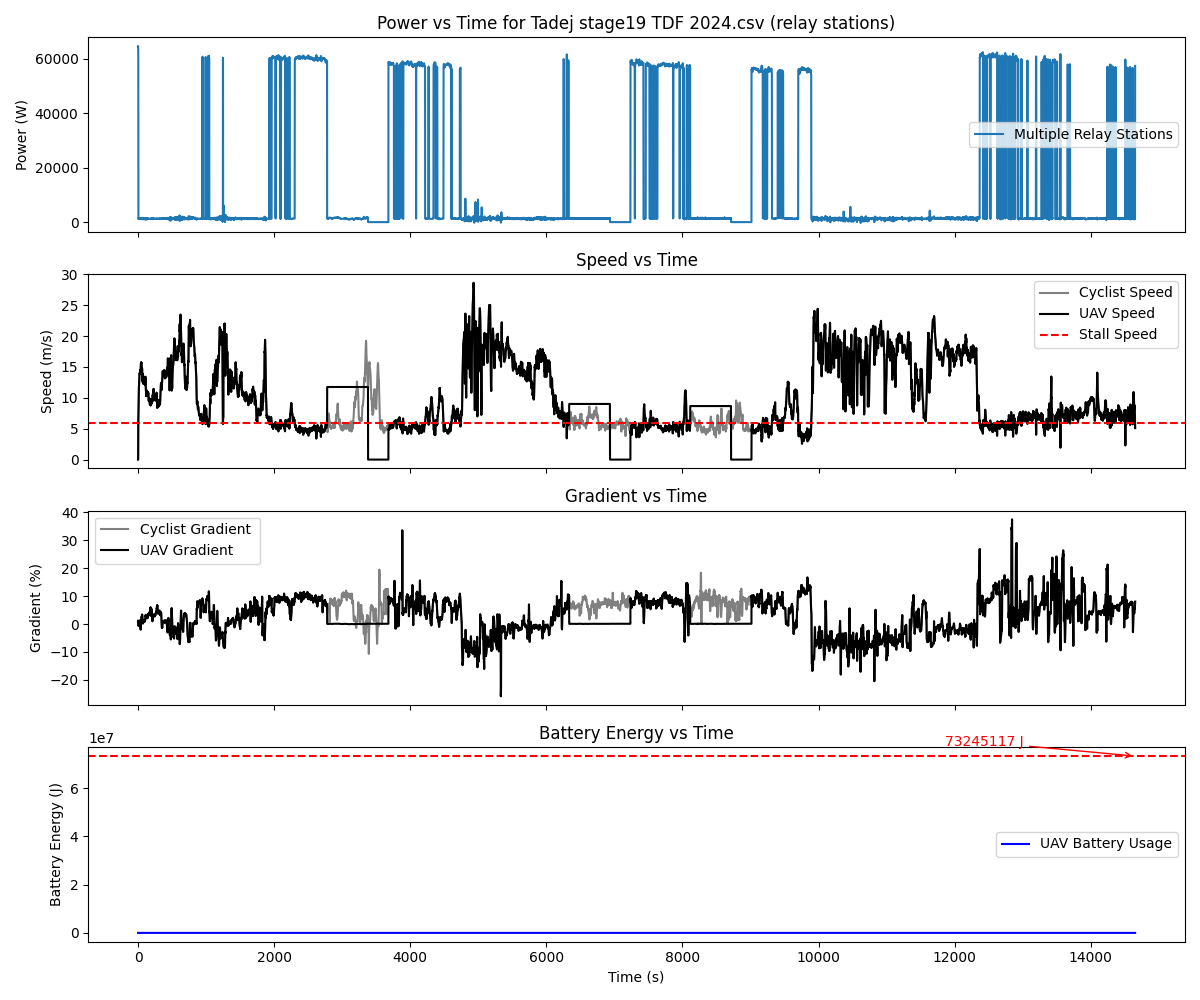 Power vs Time for Tadej stage19 TDF 2024.csv (relay stations)
60000
40000
20000
0
Power (W)
Multiple Relay Stations
Speed vs Time
30
25
20
15
10
5
0
Speed (m/s)
Cyclist Speed
UAV Speed
Stall Speed
Gradient vs Time
40
30
20
10
0
−10
−20
Gradient (%)
Cyclist Gradient
UAV Gradient
Battery Energy vs Time
1e7
73245117 J
6
4
2
0
Battery Energy (J)
UAV Battery Usage
0 2000 4000 6000 8000 10000 12000 14000
Time (s)